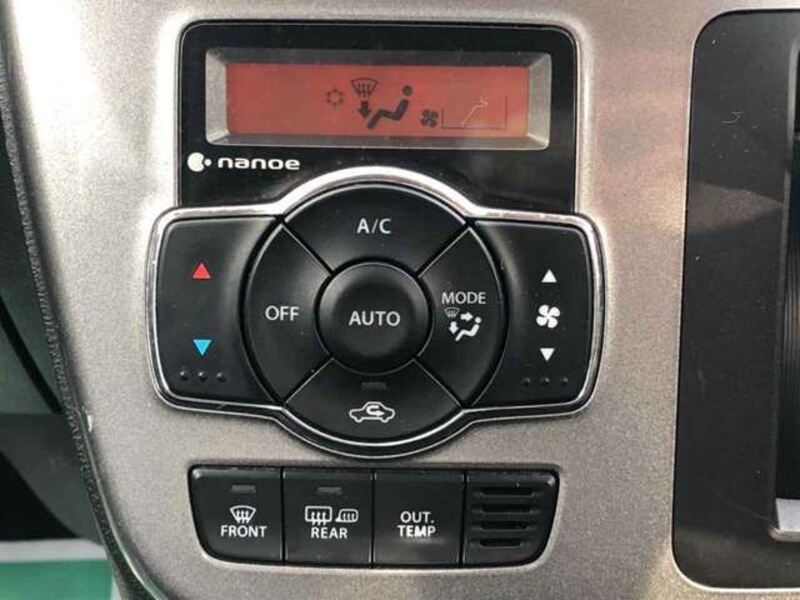 nanoe
A/C
OFF
AUTO
MODE
FRONT
REAR
OUT.
TEMP